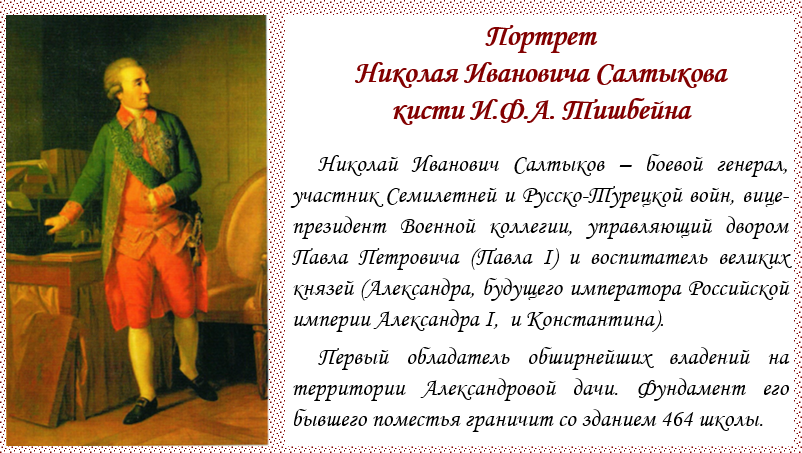 Портрет
Николая Ивановича Салтыкова
кисти И.Ф.А. Тишбейна
Николай Иванович Салтыков – боевой генерал,
участник Семилетней и Русско-Турецкой войн, вице-
президент Военной коллегии, управляющий двором
Павла Петровича (Павла I) и воспитатель великих
князей (Александра, будущего императора Российской
империи Александра I, и Константина).
Первый обладатель обширнейших владений на
территории Александровой дачи. Фундамент его
бывшего поместья граничит со зданием 464 школы.